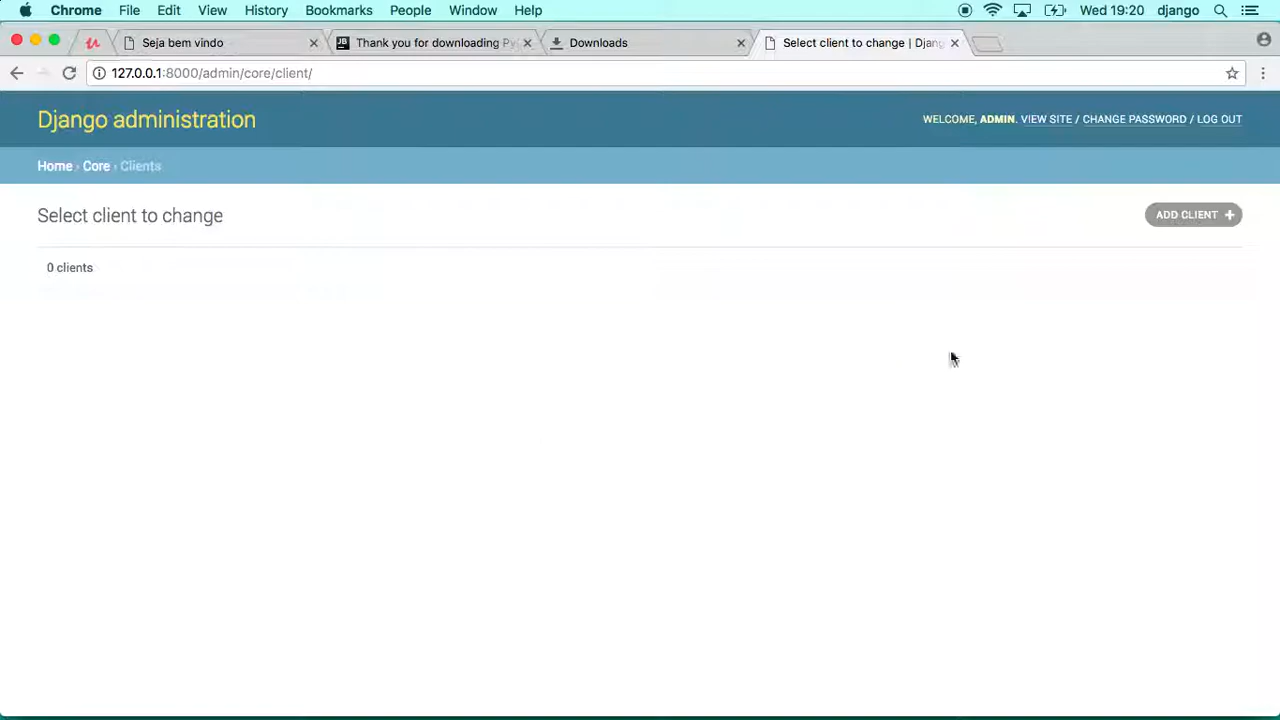 Chrome File Edit View History Bookmarks People Window Help Wed 19:20 django
Seja bem vindo Thank you for downloading Downloads Select client to change | Djang
127.0.0.1:8000/admin/core/client/
Django administration WELCOME, ADMIN. VIEW SITE / CHANGE PASSWORD / LOG OUT
Home › Core › Clients
Select client to change ADD CLIENT +
0 clients